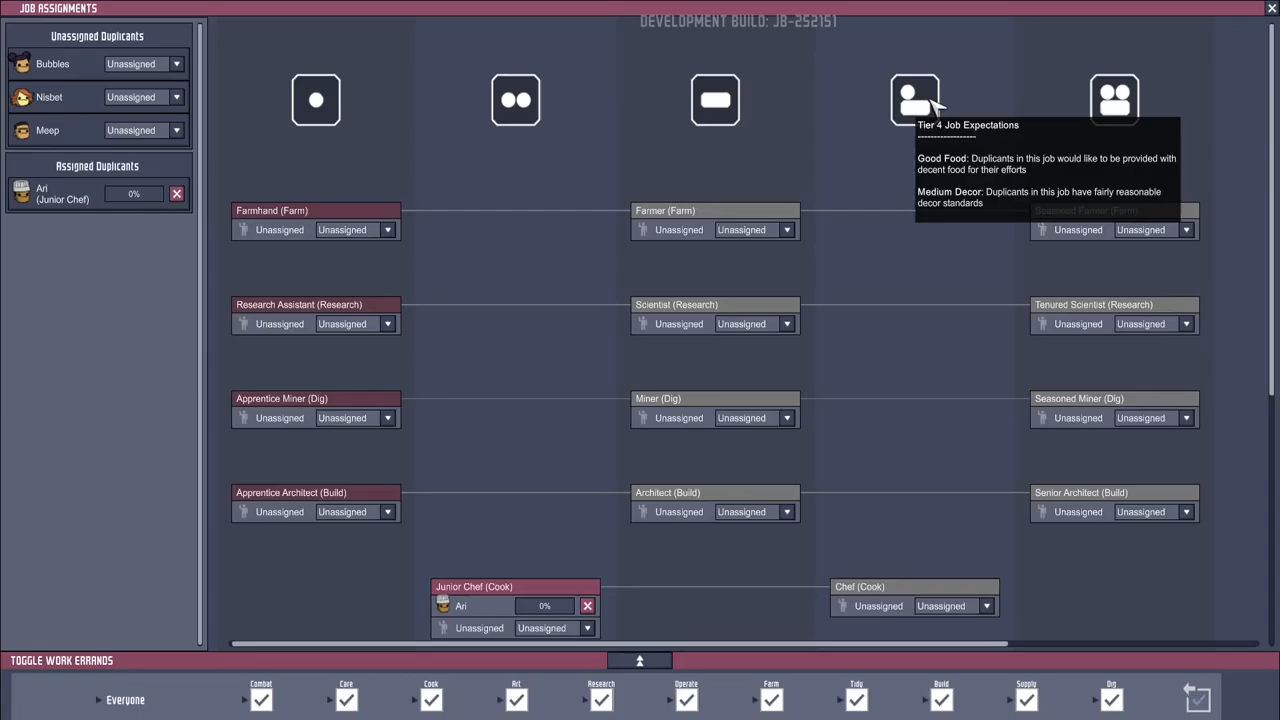 JOB ASSIGNMENTS
DEVELOPMENT BUILD: JB-252151
Unassigned Duplicants
Bubbles Unassigned
Nisbet Unassigned
Meep Unassigned
Assigned Duplicants
Ari
(Junior Chef) 0%
Tier 4 Job Expectations
------------------
Good Food: Duplicants in this job would like to be provided with
decent food for their efforts
Medium Decor: Duplicants in this job have fairly reasonable
decor standards
Farmhand (Farm)
Unassigned Unassigned
Farmer (Farm)
Unassigned Unassigned
Seasoned Farmer (Farm)
Unassigned Unassigned
Research Assistant (Research)
Unassigned Unassigned
Scientist (Research)
Unassigned Unassigned
Tenured Scientist (Research)
Unassigned Unassigned
Apprentice Miner (Dig)
Unassigned Unassigned
Miner (Dig)
Unassigned Unassigned
Seasoned Miner (Dig)
Unassigned Unassigned
Apprentice Architect (Build)
Unassigned Unassigned
Architect (Build)
Unassigned Unassigned
Senior Architect (Build)
Unassigned Unassigned
Junior Chef (Cook)
Ari 0%
Unassigned Unassigned
Chef (Cook)
Unassigned Unassigned
TOGGLE WORK ERRANDS
Everyone
Combat
Care
Cook
Art
Research
Operate
Farm
Tidy
Build
Supply
Dig